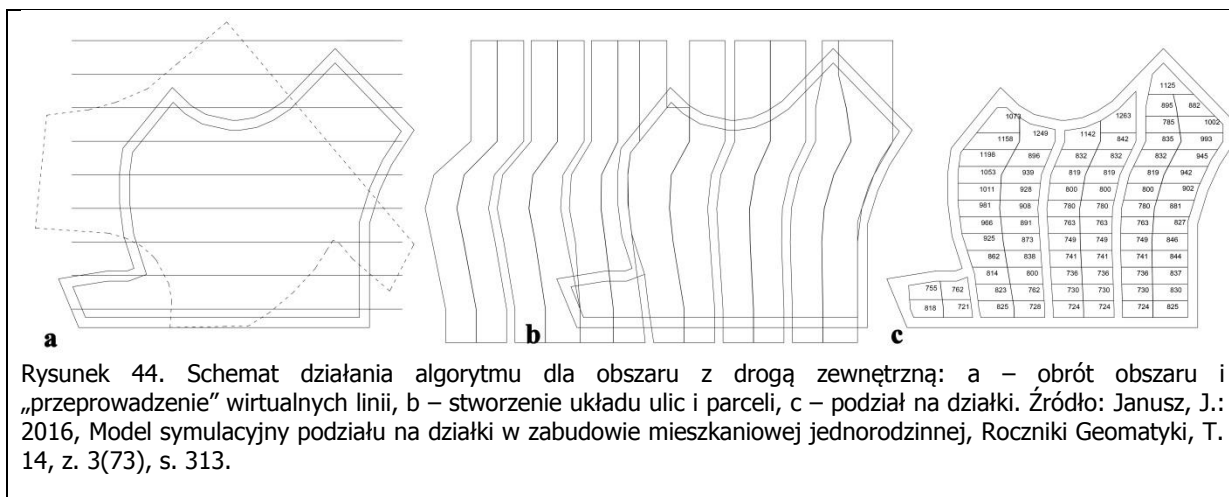 1125
895 882
1073 1263 785 1002
1249 1142 835 993
1158 842
1196 896 832 832 832 945
1053 939 819 819 819 942
1011 928 800 800 800 902
981 908 780 780 780 881
966 891 763 763 763 827
925 873 749 749 749 846
862 838 741 741 741 844
814 800 736 736 736 837
755 762 823 762 730 730 730 830
818 721 825 728 724 724 724 825
a b c
Rysunek 44. Schemat działania algorytmu dla obszaru z drogą zewnętrzną: a – obrót obszaru i
„przeprowadzenie” wirtualnych linii, b – stworzenie układu ulic i parceli, c – podział na działki. Źródło: Janusz, J.:
2016, Model symulacyjny podziału na działki w zabudowie mieszkaniowej jednorodzinnej, Roczniki Geomatyki, T.
14, z. 3(73), s. 313.